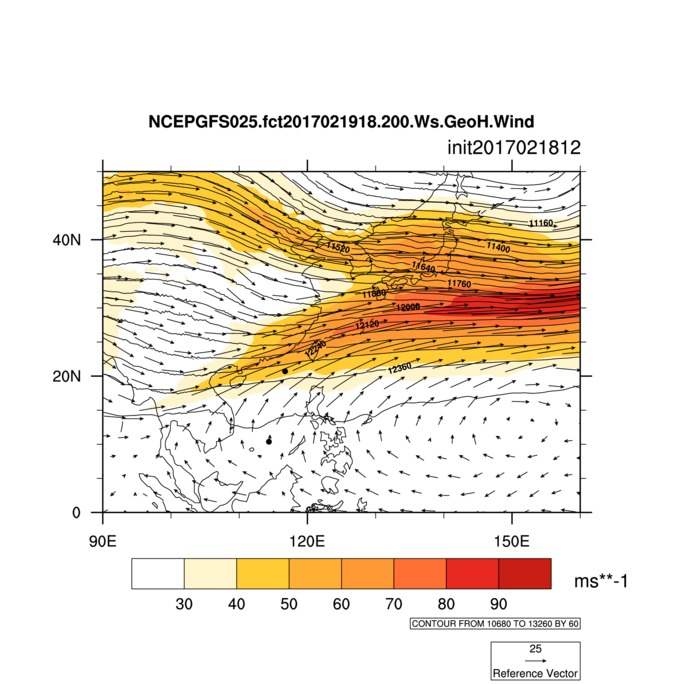 NCEPGFS025.fct2017021918.200.Ws.GeoH.Wind
init2017021812
11160
40N
11520
11400
11640
11760
11880
12000
12120
12240
20N
12360
0
90E 120E 150E
ms**-1
30 40 50 60 70 80 90
CONTOUR FROM 10680 TO 13260 BY 60
25
Reference Vector